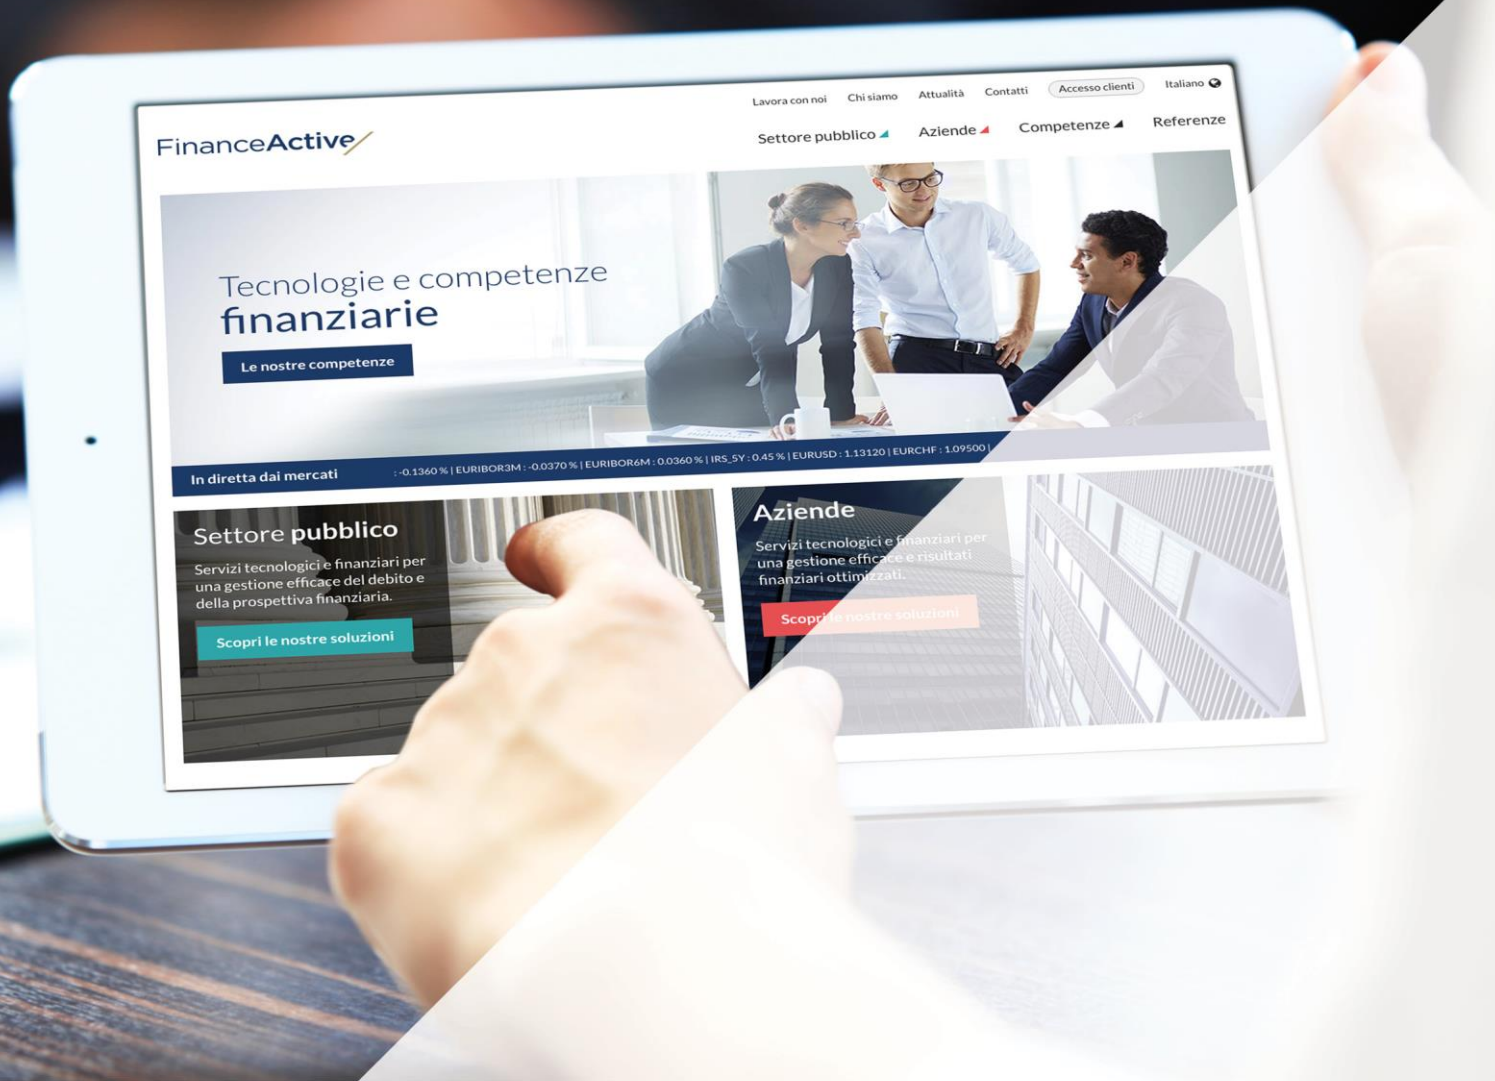 Lavora con noi Chi siamo Attualità Contatti Accesso clienti Italiano
FinanceActive
Settore pubblico Aziende Competenze Referenze
Tecnologie e competenze
finanziarie
Le nostre competenze
In diretta dai mercati : -0.1360 % | EURIBOR3M : -0.0370 % | EURIBOR6M : 0.0360 % | IRS_5Y : 0.45 % | EURUSD : 1.13120 | EURCHF : 1.09500 |
Settore pubblico
Servizi tecnologici e finanziari per
una gestione efficace del debito e
della prospettiva finanziaria.
Scopri le nostre soluzioni
Aziende
Servizi tecnologici e finanziari per
una gestione efficace e risultati
finanziari ottimizzati.
Scopri le nostre soluzioni